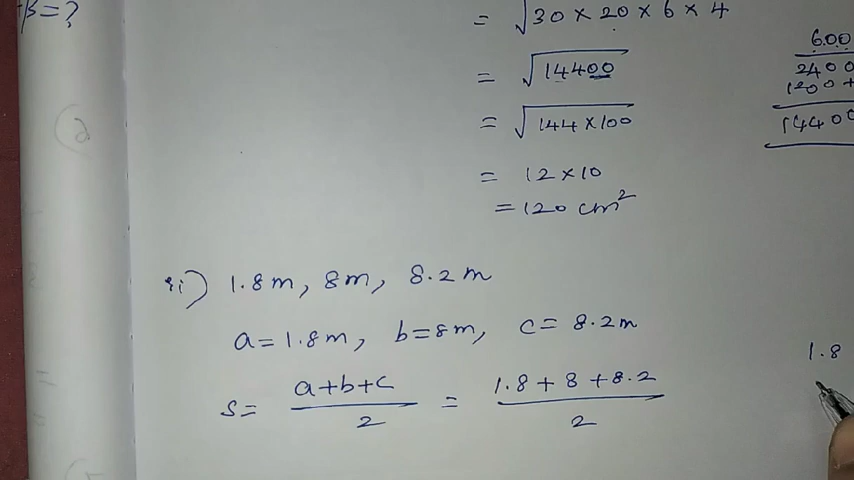 β=?
= √30 × 20 × 6 × 4
= √14400
= √144 × 100
= 12 × 10
= 120 cm²
600
2400
1200 +
14400
ii) 1.8m, 8m, 8.2m
a = 1.8m, b = 8m, c = 8.2m
s = a+b+c / 2 = 1.8 + 8 + 8.2 / 2
1.8